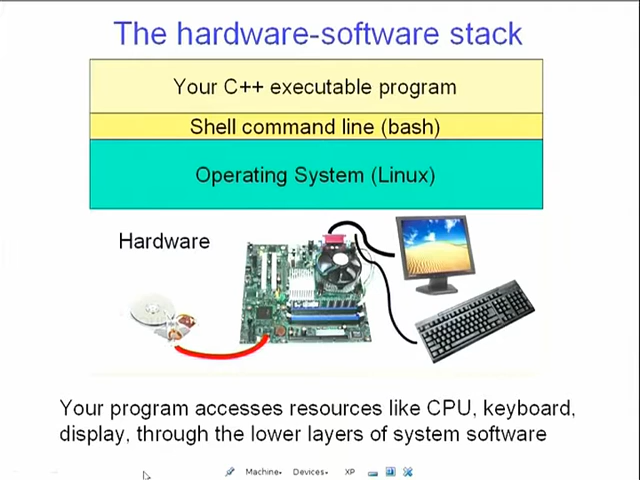 The hardware-software stack
Your C++ executable program
Shell command line (bash)
Operating System (Linux)
Hardware
Your program accesses resources like CPU, keyboard,
display, through the lower layers of system software
Machine Devices XP